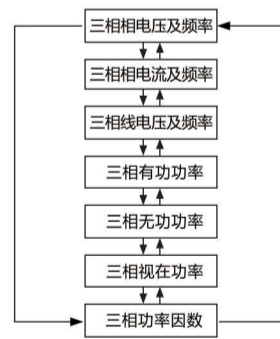 三相相电压及频率
三相相电流及频率
三相线电压及频率
三相有功功率
三相无功功率
三相视在功率
三相功率因数